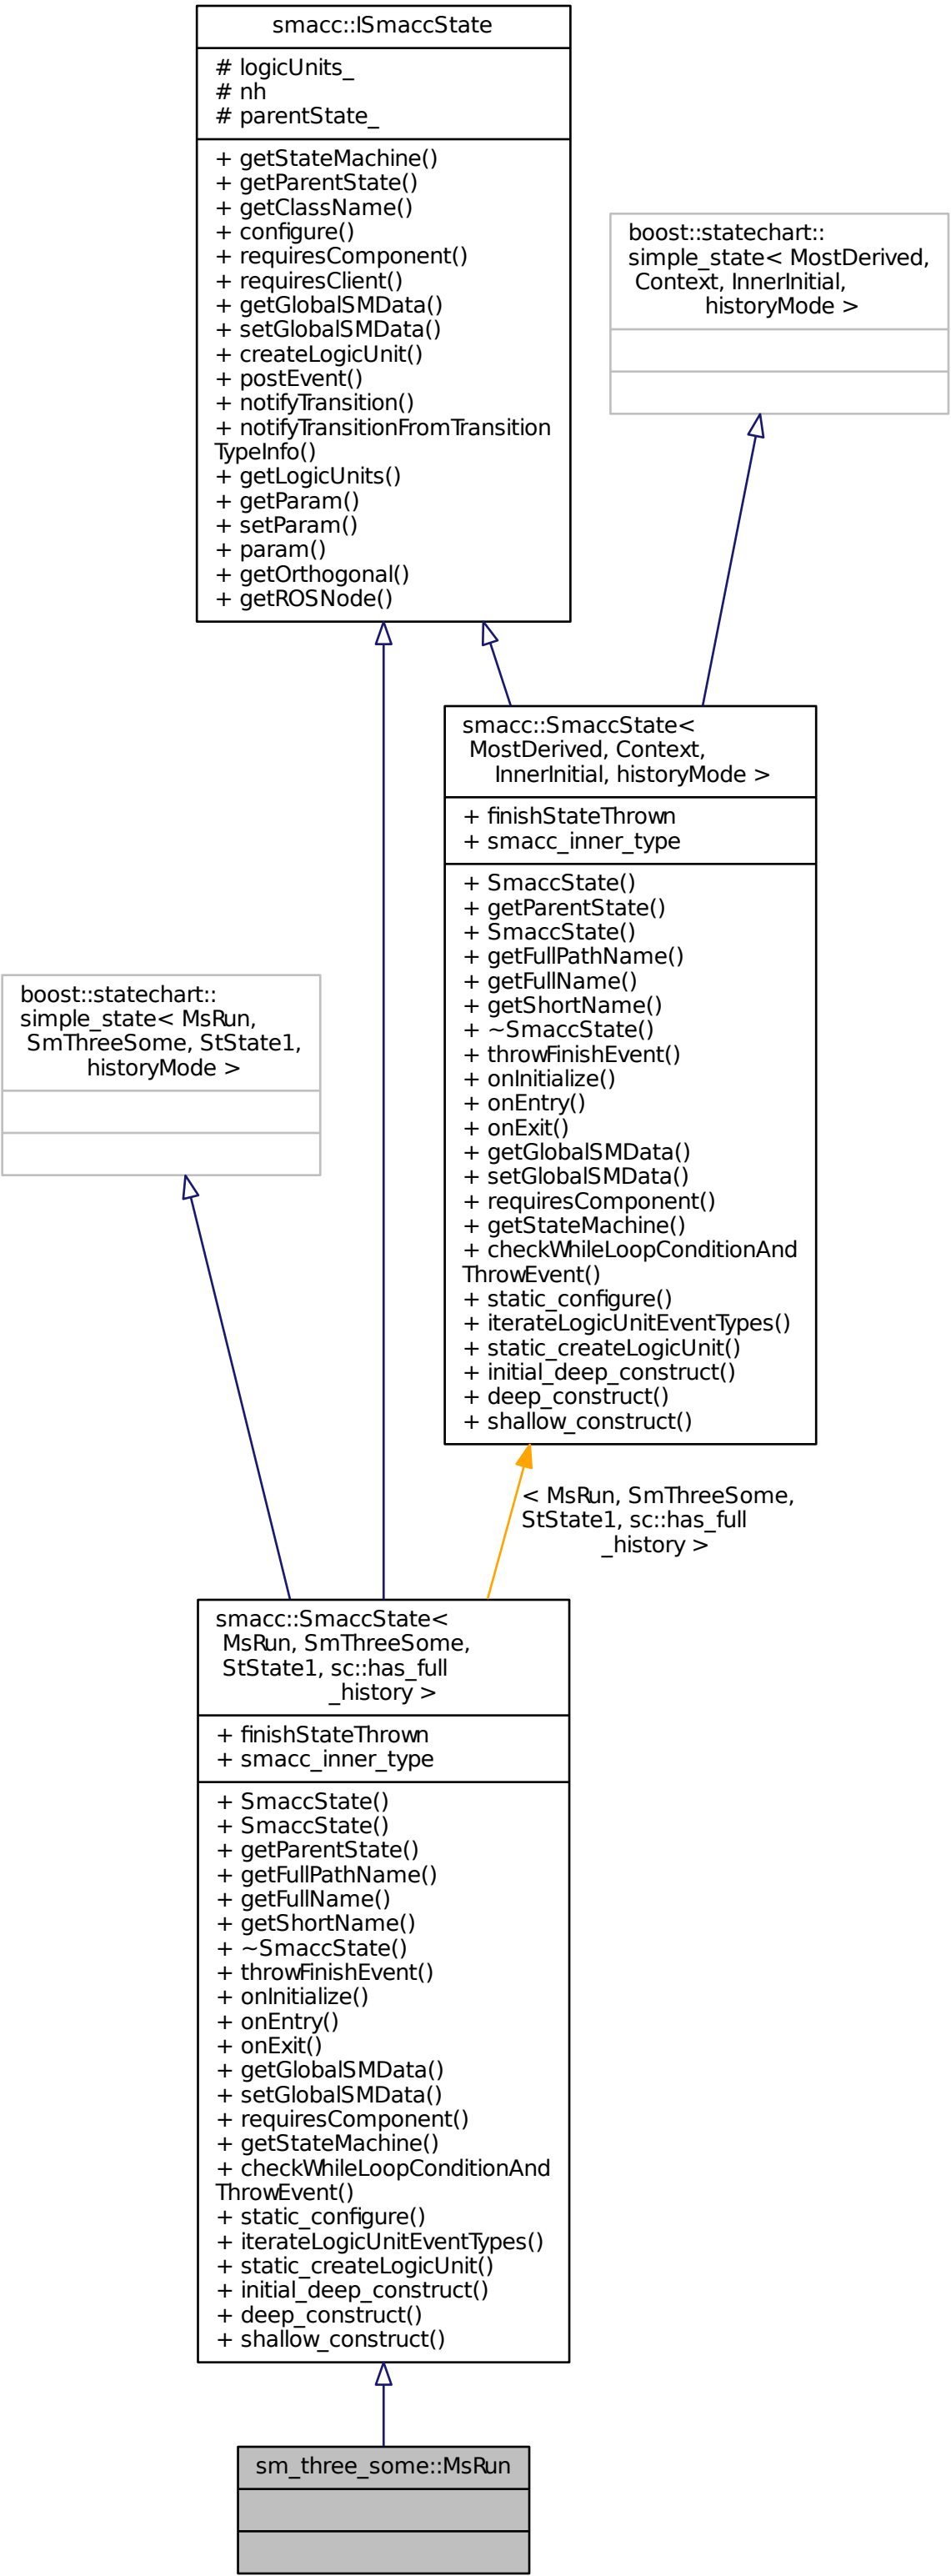 smacc::ISmaccState
# logicUnits_
# nh
# parentState_
+ getStateMachine()
+ getParentState()
+ getClassName()
+ configure()
+ requiresComponent()
+ requiresClient()
+ getGlobalSMData()
+ setGlobalSMData()
+ createLogicUnit()
+ postEvent()
+ notifyTransition()
+ notifyTransitionFromTransition
TypeInfo()
+ getLogicUnits()
+ getParam()
+ setParam()
+ param()
+ getOrthogonal()
+ getROSNode()
boost::statechart::
simple_state< MostDerived,
Context, InnerInitial,
historyMode >
smacc::SmaccState<
MostDerived, Context,
InnerInitial, historyMode >
+ finishStateThrown
+ smacc_inner_type
+ SmaccState()
+ getParentState()
+ SmaccState()
+ getFullPathName()
+ getFullName()
+ getShortName()
+ ~SmaccState()
+ throwFinishEvent()
+ onInitialize()
+ onEntry()
+ onExit()
+ getGlobalSMData()
+ setGlobalSMData()
+ requiresComponent()
+ getStateMachine()
+ checkWhileLoopConditionAnd
ThrowEvent()
+ static_configure()
+ iterateLogicUnitEventTypes()
+ static_createLogicUnit()
+ initial_deep_construct()
+ deep_construct()
+ shallow_construct()
boost::statechart::
simple_state< MsRun,
SmThreeSome, StState1,
historyMode >
< MsRun, SmThreeSome,
StState1, sc::has_full
_history >
smacc::SmaccState<
MsRun, SmThreeSome,
StState1, sc::has_full
_history >
+ finishStateThrown
+ smacc_inner_type
+ SmaccState()
+ SmaccState()
+ getParentState()
+ getFullPathName()
+ getFullName()
+ getShortName()
+ ~SmaccState()
+ throwFinishEvent()
+ onInitialize()
+ onEntry()
+ onExit()
+ getGlobalSMData()
+ setGlobalSMData()
+ requiresComponent()
+ getStateMachine()
+ checkWhileLoopConditionAnd
ThrowEvent()
+ static_configure()
+ iterateLogicUnitEventTypes()
+ static_createLogicUnit()
+ initial_deep_construct()
+ deep_construct()
+ shallow_construct()
sm_three_some::MsRun